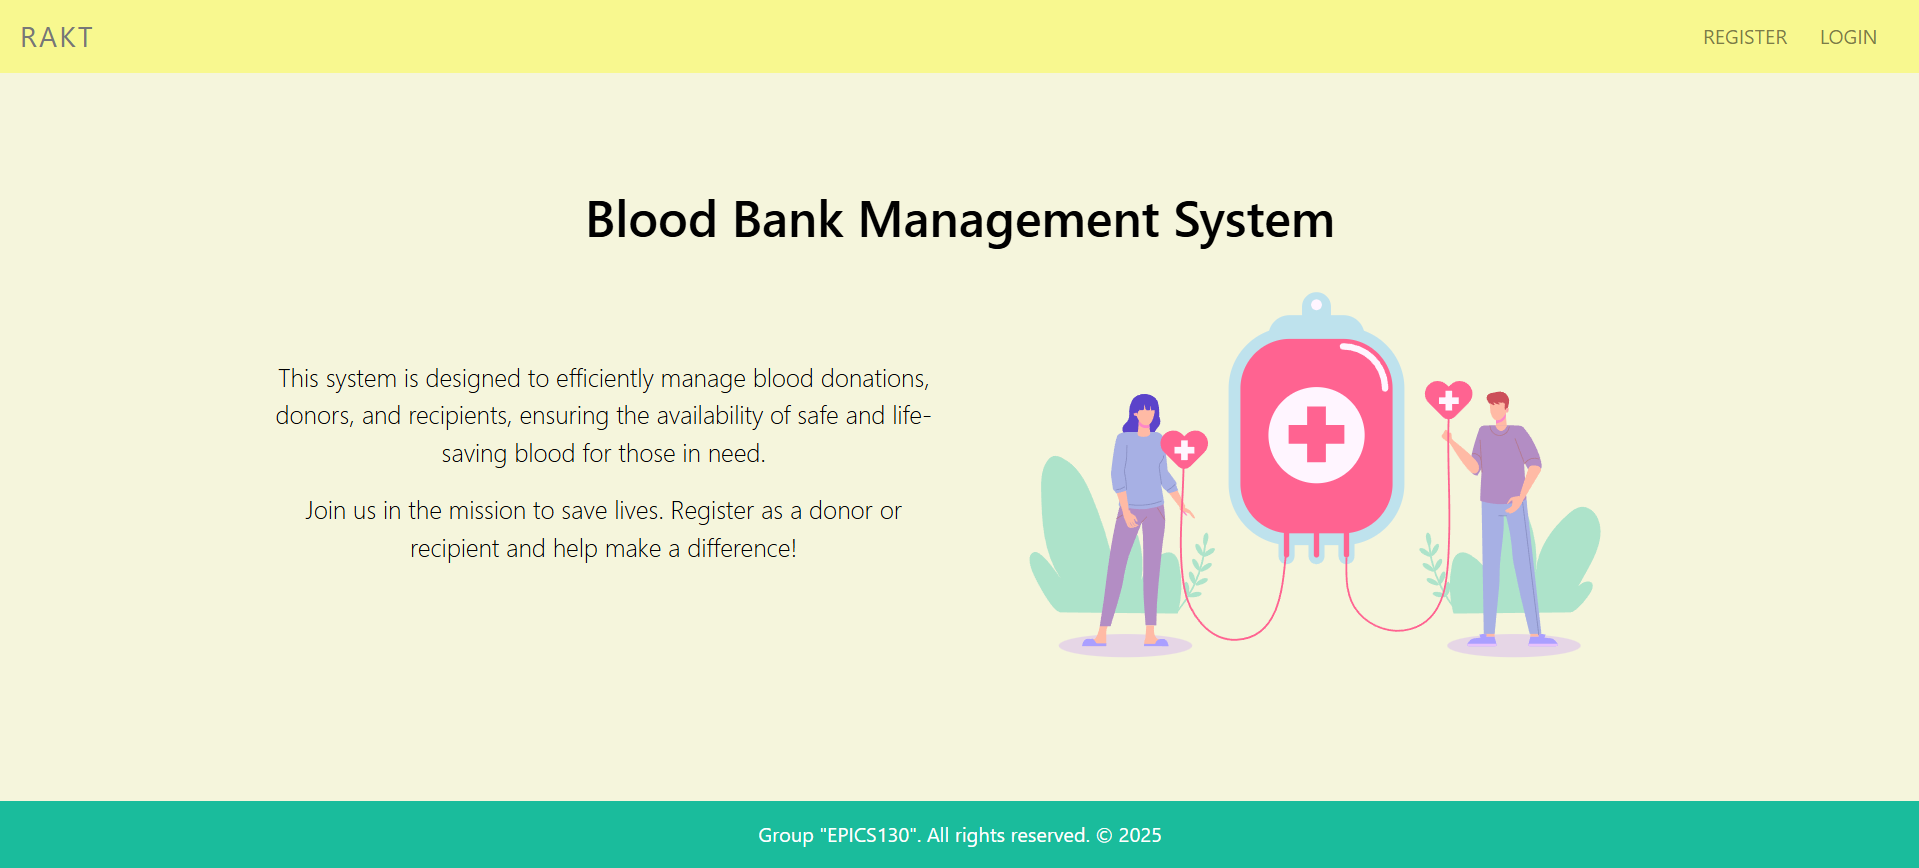 RAKT
REGISTER LOGIN
Blood Bank Management System
This system is designed to efficiently manage blood donations,
donors, and recipients, ensuring the availability of safe and life-
saving blood for those in need.
Join us in the mission to save lives. Register as a donor or
recipient and help make a difference!
Group "EPICS130". All rights reserved. © 2025